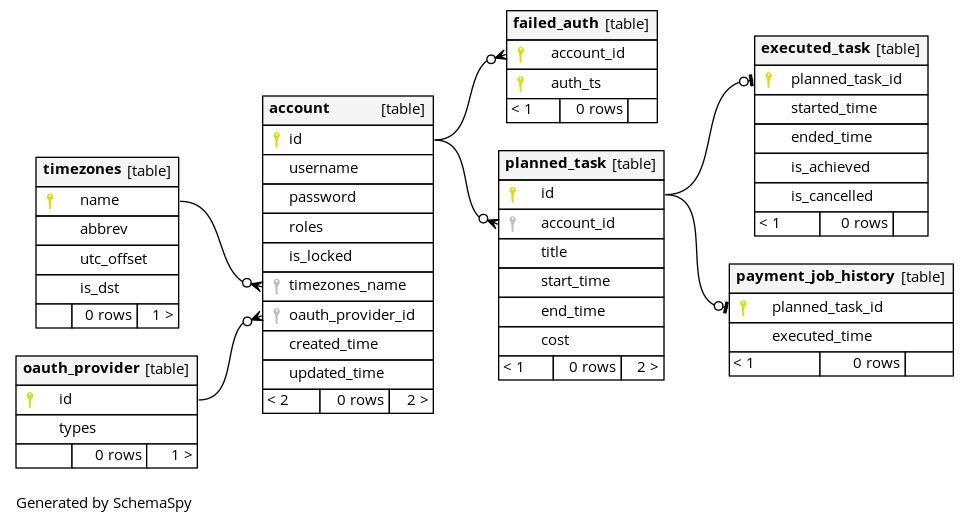 timezones [table]
name
abbrev
utc_offset
is_dst
0 rows 1 >
oauth_provider [table]
id
types
0 rows 1 >
account [table]
id
username
password
roles
is_locked
timezones_name
oauth_provider_id
created_time
updated_time
< 2 0 rows 2 >
failed_auth [table]
account_id
auth_ts
< 1 0 rows
planned_task [table]
id
account_id
title
start_time
end_time
cost
< 1 0 rows 2 >
executed_task [table]
planned_task_id
started_time
ended_time
is_achieved
is_cancelled
< 1 0 rows
payment_job_history [table]
planned_task_id
executed_time
< 1 0 rows
Generated by SchemaSpy